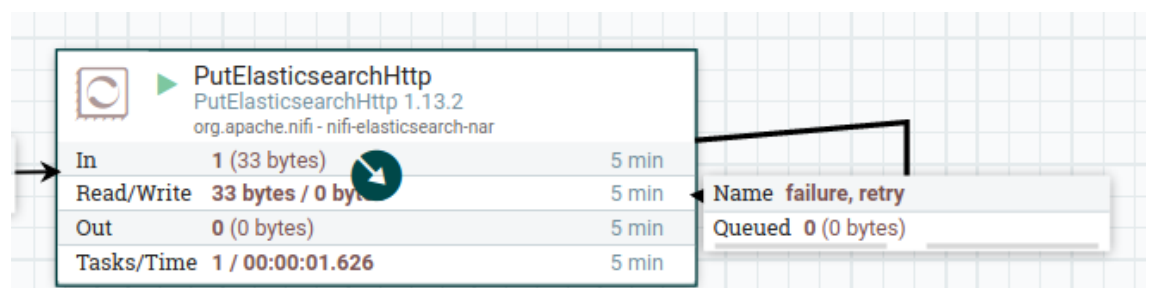 PutElasticsearchHttp
PutElasticsearchHttp 1.13.2
org.apache.nifi - nifi-elasticsearch-nar
In 1 (33 bytes) 5 min
Read/Write 33 bytes / 0 5 min
Out 0 (0 bytes) 5 min
Tasks/Time 1 / 00:00:01.626 5 min
Name failure, retry
Queued 0 (0 bytes)